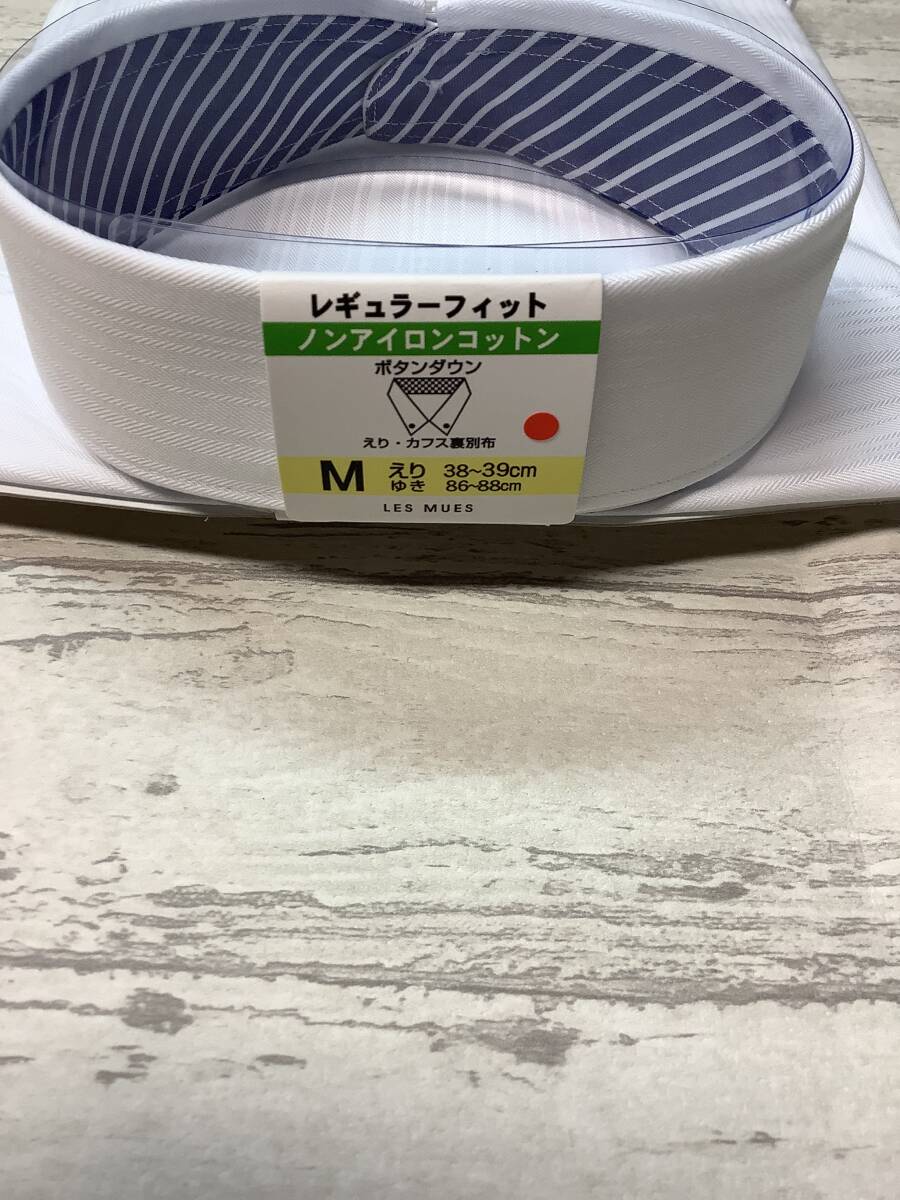 レギュラーフィット
ノンアイロンコットン
ボタンダウン
えり・カフス裏別布
M えり 38~39cm
ゆき 86~88cm
LES MUES